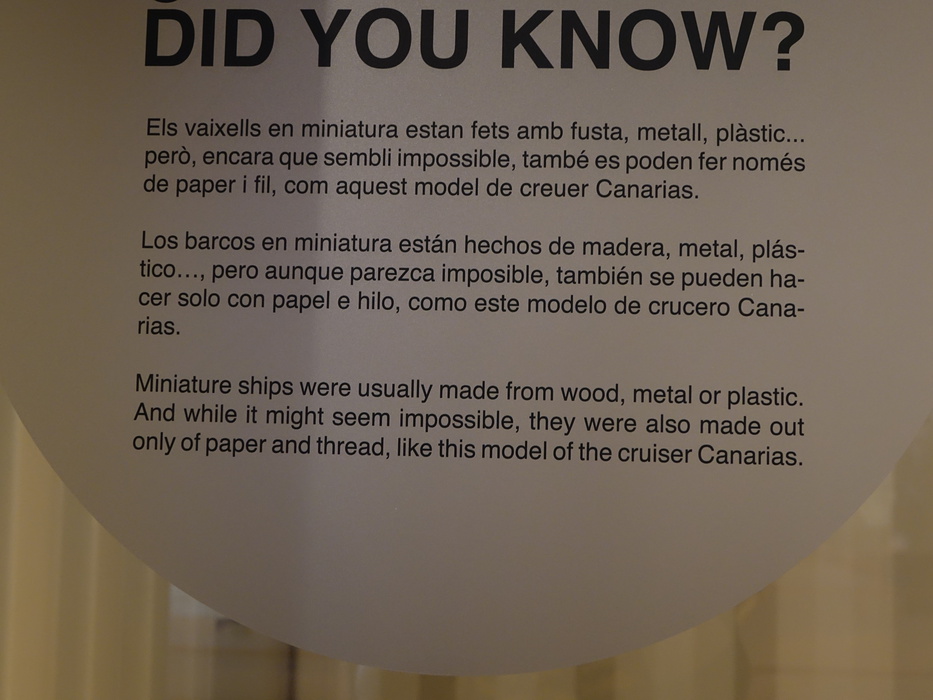 DID YOU KNOW?
Els vaixells en miniatura estan fets amb fusta, metall, plàstic...
però, encara que sembli impossible, també es poden fer només
de paper i fil, com aquest model de creuer Canarias.
Los barcos en miniatura están hechos de madera, metal, plás-
tico…, pero aunque parezca imposible, también se pueden ha-
cer solo con papel e hilo, como este modelo de crucero Cana-
rias.
Miniature ships were usually made from wood, metal or plastic.
And while it might seem impossible, they were also made out
only of paper and thread, like this model of the cruiser Canarias.